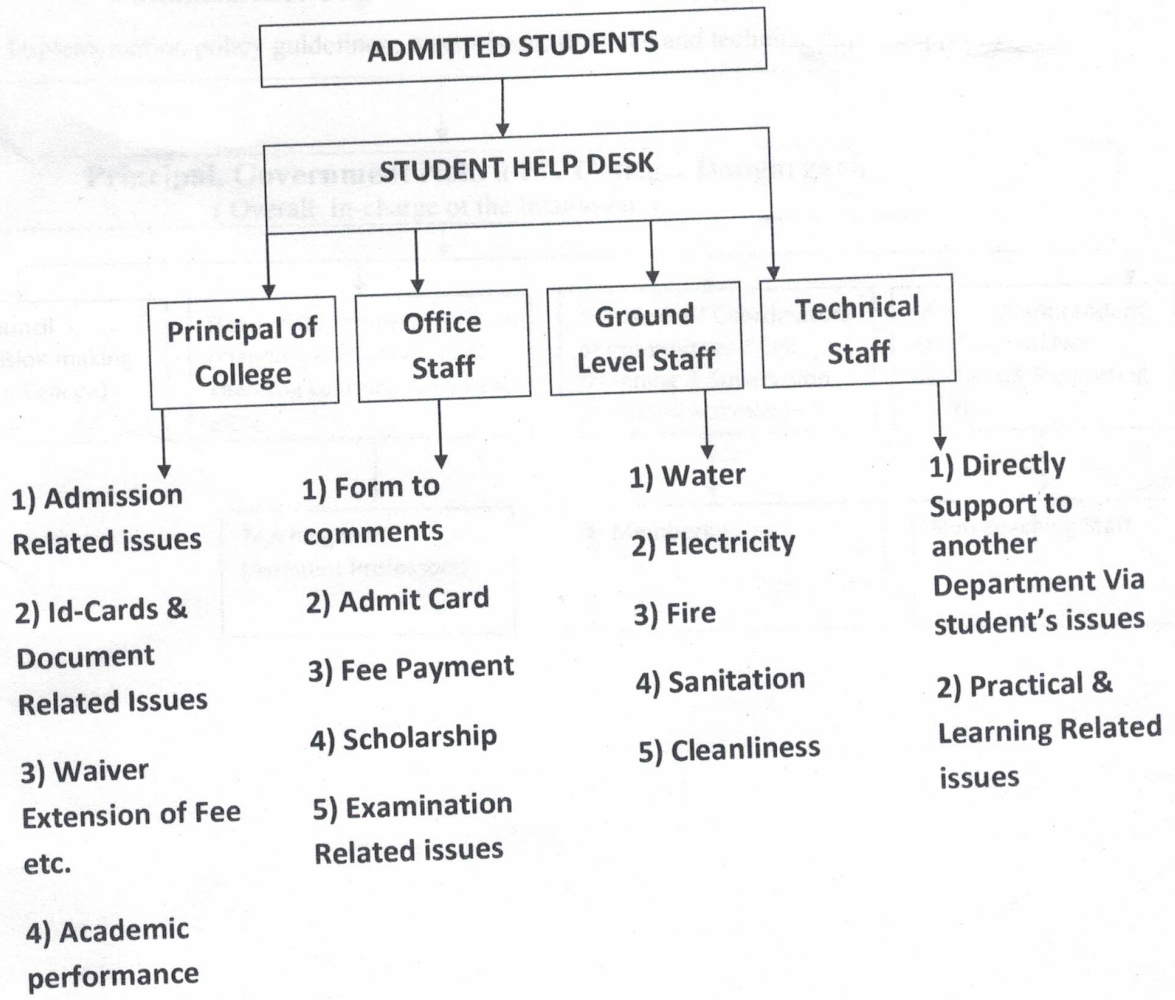 ADMITTED STUDENTS
STUDENT HELP DESK
Principal of
College
Office
Staff
Ground
Level Staff
Technical
Staff
1) Admission
Related issues
2) Id-Cards &
Document
Related Issues
3) Waiver
Extension of Fee
etc.
4) Academic
performance
1) Form to
comments
2) Admit Card
3) Fee Payment
4) Scholarship
5) Examination
Related issues
1) Water
2) Electricity
3) Fire
4) Sanitation
5) Cleanliness
1) Directly
Support to
another
Department Via
student's issues
2) Practical &
Learning Related
issues